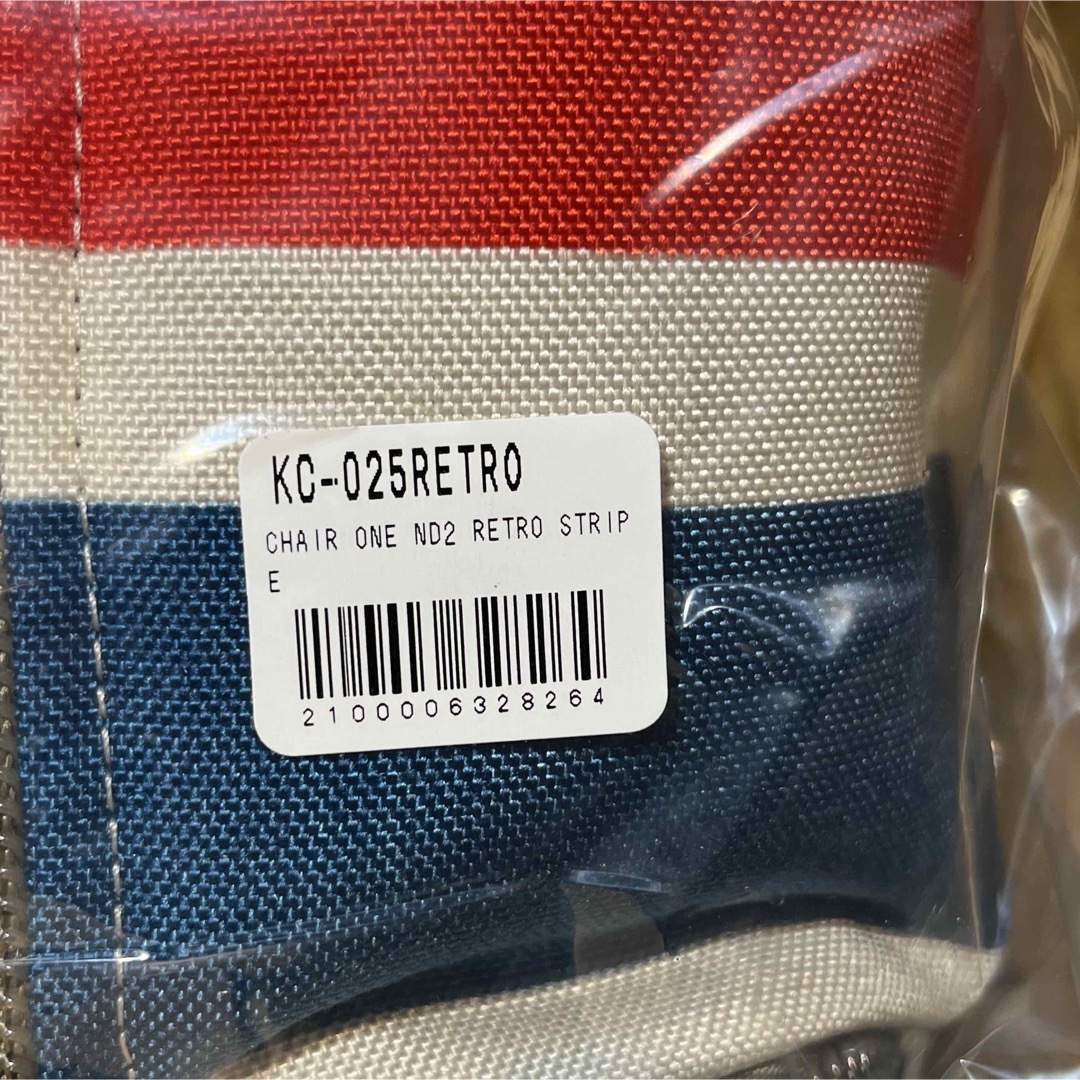 KC-025RETRO
CHAIR ONE ND2 RETRO STRIP
E
2100006328264